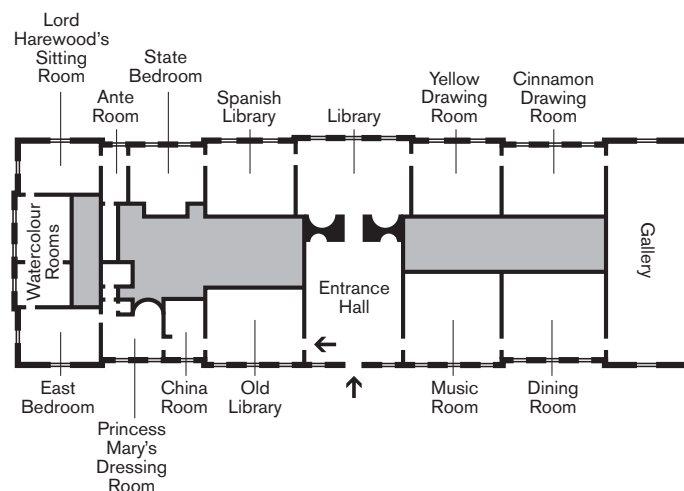 Lord
Harewood's
Sitting
Room
Ante
Room
State
Bedroom
Spanish
Library
Library
Yellow
Drawing
Room
Cinnamon
Drawing
Room
Watercolour
Rooms
Entrance
Hall
Gallery
East
Bedroom
Princess
Mary's
Dressing
Room
China
Room
Old
Library
Music
Room
Dining
Room